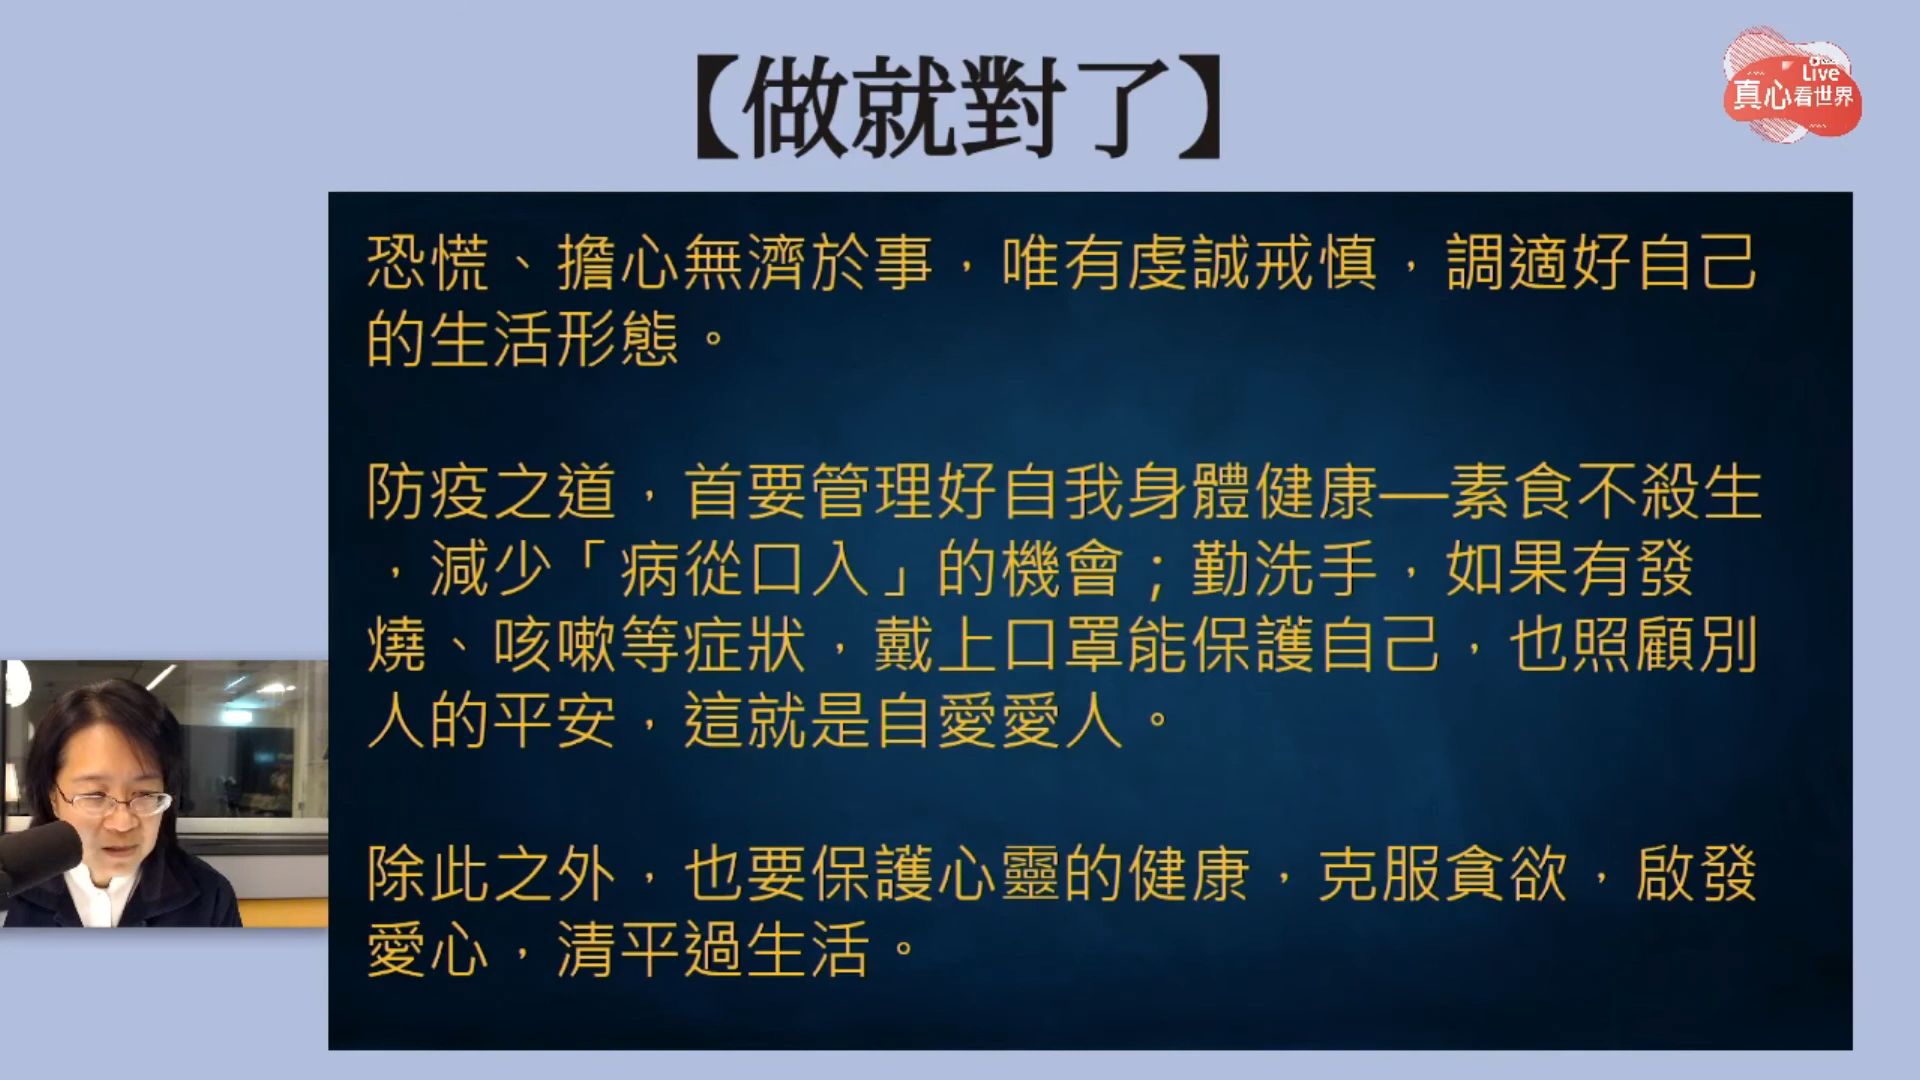 【做就對了】
Live
真心看世界
恐慌、擔心無濟於事，唯有虔誠戒慎，調適好自己
的生活形態。
防疫之道，首要管理好自我身體健康──素食不殺生
，減少「病從口入」的機會；勤洗手，如果有發
燒、咳嗽等症狀，戴上口罩能保護自己，也照顧別
人的平安，這就是自愛愛人。
除此之外，也要保護心靈的健康，克服貪欲，啟發
愛心，清平過生活。